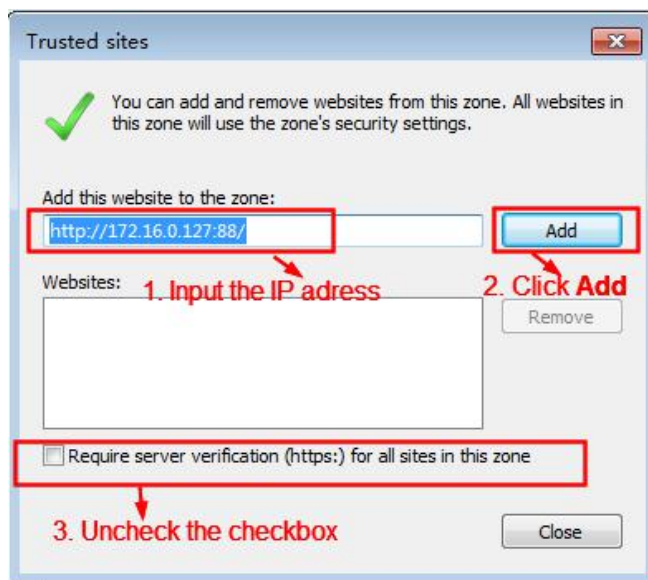 Trusted sites
You can add and remove websites from this zone. All websites in
this zone will use the zone's security settings.
Add this website to the zone:
http://172.16.0.127:88/
Add
Websites:
1. Input the IP adress
2. Click Add
Remove
Require server verification (https:) for all sites in this zone
3. Uncheck the checkbox
Close